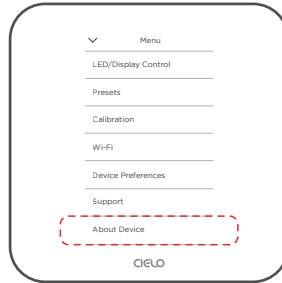 Menu
LED/Display Control
Presets
Calibration
Wi-Fi
Device Preferences
Support
About Device
CIELO